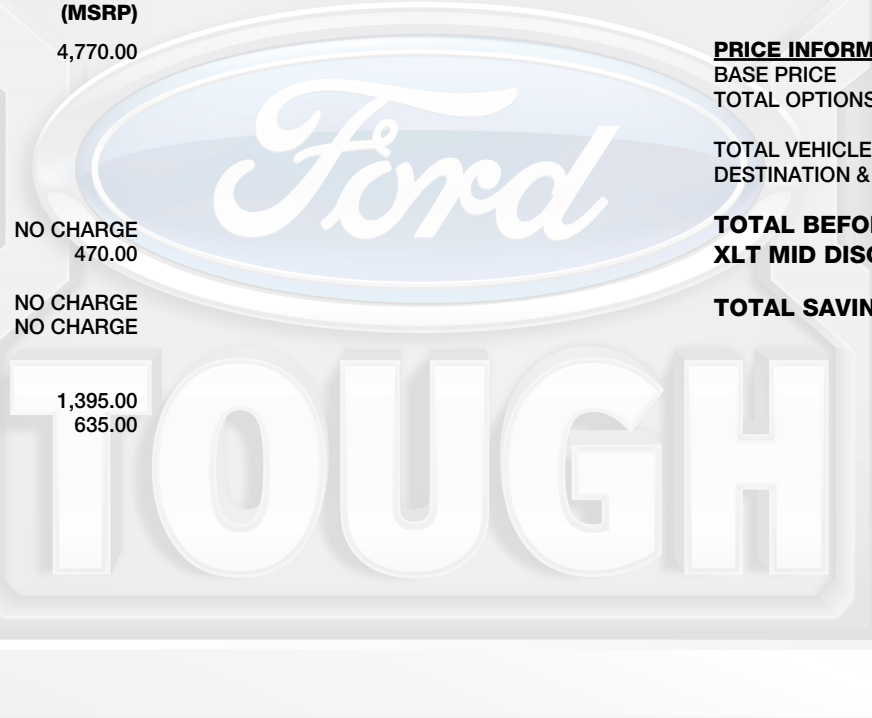 (MSRP)
4,770.00
NO CHARGE
470.00
NO CHARGE
NO CHARGE
1,395.00
635.00
PRICE INFORM
BASE PRICE
TOTAL OPTIONS
TOTAL VEHICLE
DESTINATION &
TOTAL BEFO
XLT MID DISC
TOTAL SAVIN
Ford
TOUGH